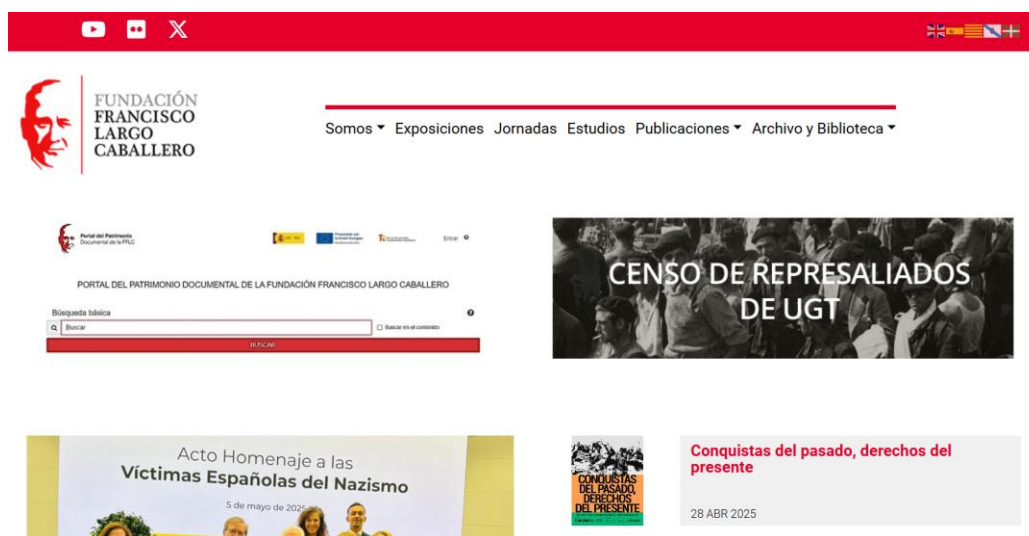 FUNDACIÓN
FRANCISCO
LARGO
CABALLERO
Somos Exposiciones Jornadas Estudios Publicaciones Archivo y Biblioteca
Portal del Patrimonio
Documental de la FFLC
Entrar
PORTAL DEL PATRIMONIO DOCUMENTAL DE LA FUNDACIÓN FRANCISCO LARGO CABALLERO
Búsqueda básica
Buscar
Buscar en el contenido
BUSCAR
CENSO DE REPRESALIADOS
DE UGT
Acto Homenaje a las
Víctimas Españolas del Nazismo
5 de mayo de 2025
CONQUISTAS
DEL PASADO,
DERECHOS
DEL PRESENTE
Conquistas del pasado, derechos del
presente
28 ABR 2025